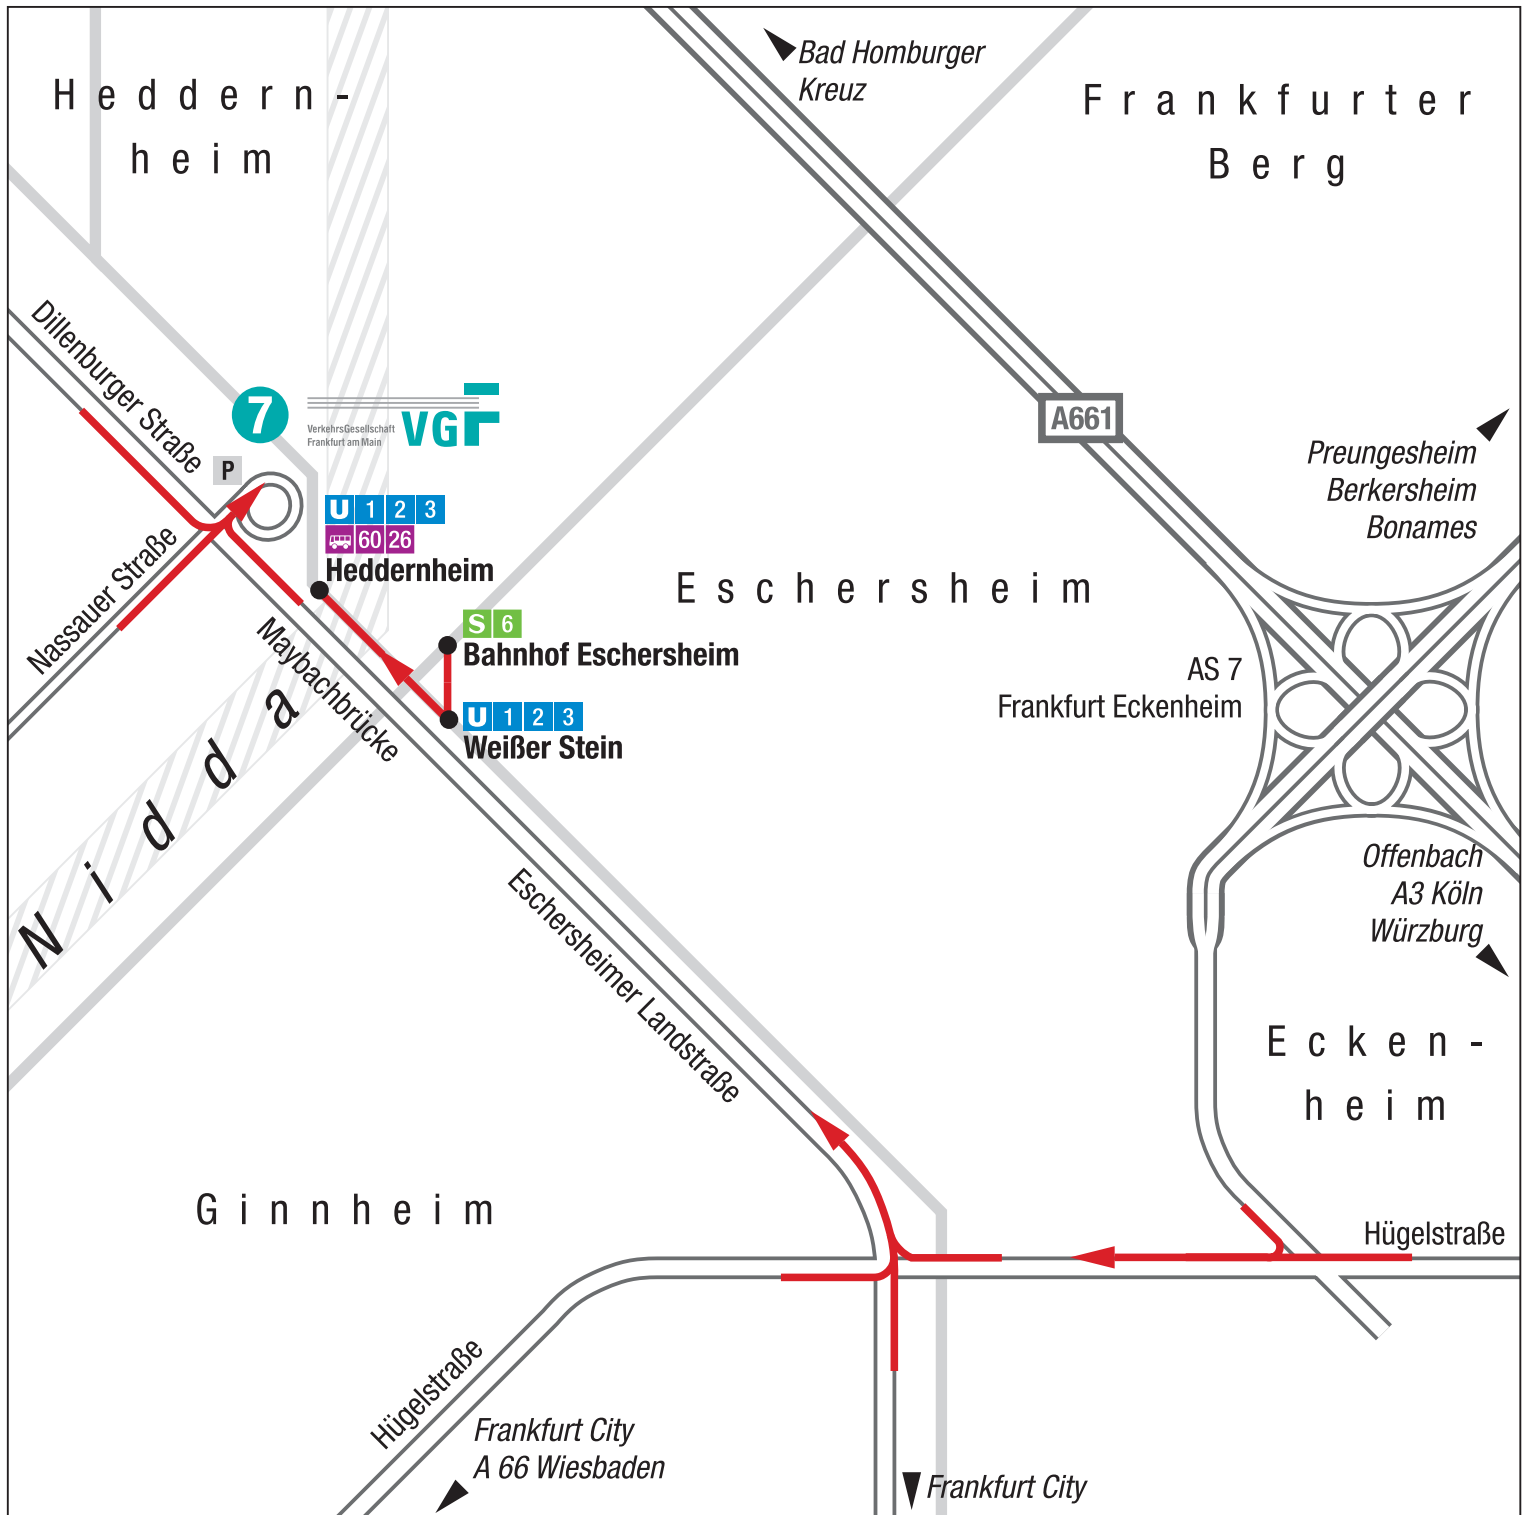 Bad Homburger
Kreuz
Heddern-
heim
Frankfurter
Berg
Dillenburger Straße
7
VerkehrsGesellschaft
Frankfurt am Main
VGF
A661
P
Preungesheim
Berkersheim
Bonames
U 1 2 3
60 26
Heddernheim
Nassauer Straße
Eschersheim
S 6
Bahnhof Eschersheim
Maybachbrücke
AS 7
Frankfurt Eckenheim
U 1 2 3
Weißer Stein
Nidda
Offenbach
A3 Köln
Würzburg
Eschersheimer Landstraße
Ecken-
heim
Ginnheim
Hügelstraße
Hügelstraße
Frankfurt City
A 66 Wiesbaden
Frankfurt City